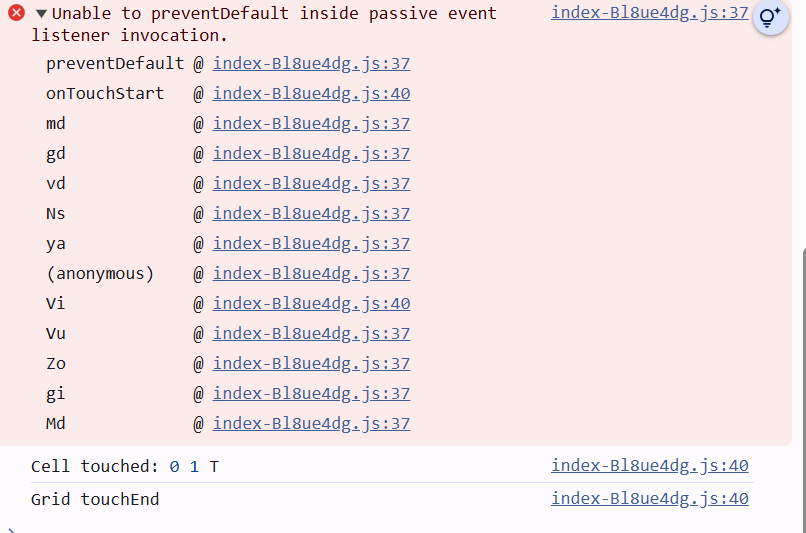 ▼Unable to preventDefault inside passive event listener invocation. index-Bl8ue4dg.js:37
preventDefault @ index-Bl8ue4dg.js:37
onTouchStart @ index-Bl8ue4dg.js:40
md @ index-Bl8ue4dg.js:37
gd @ index-Bl8ue4dg.js:37
vd @ index-Bl8ue4dg.js:37
Ns @ index-Bl8ue4dg.js:37
ya @ index-Bl8ue4dg.js:37
(anonymous) @ index-Bl8ue4dg.js:37
Vi @ index-Bl8ue4dg.js:40
Vu @ index-Bl8ue4dg.js:37
Zo @ index-Bl8ue4dg.js:37
gi @ index-Bl8ue4dg.js:37
Md @ index-Bl8ue4dg.js:37
Cell touched: 0 1 T index-Bl8ue4dg.js:40
Grid touchEnd index-Bl8ue4dg.js:40